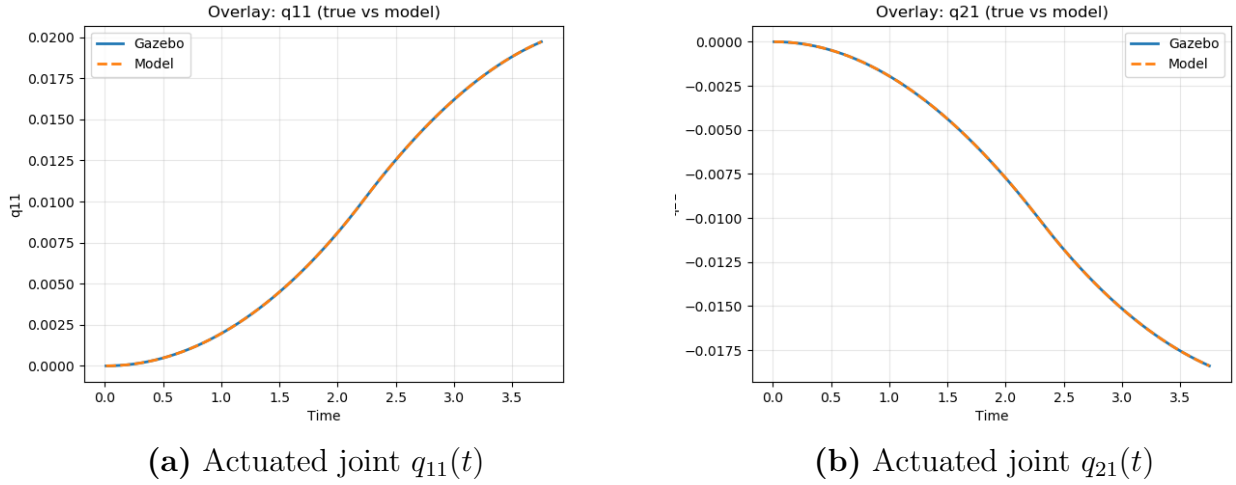 Overlay: q11 (true vs model)
0.0200
0.0175
0.0150
0.0125
0.0100
0.0075
0.0050
0.0025
0.0000
q11
Gazebo
Model
0.0 0.5 1.0 1.5 2.0 2.5 3.0 3.5
Time
(a) Actuated joint q₁₁(t)
Overlay: q21 (true vs model)
0.0000
−0.0025
−0.0050
−0.0075
−0.0100
−0.0125
−0.0150
−0.0175
Gazebo
Model
0.0 0.5 1.0 1.5 2.0 2.5 3.0 3.5
Time
(b) Actuated joint q₂₁(t)